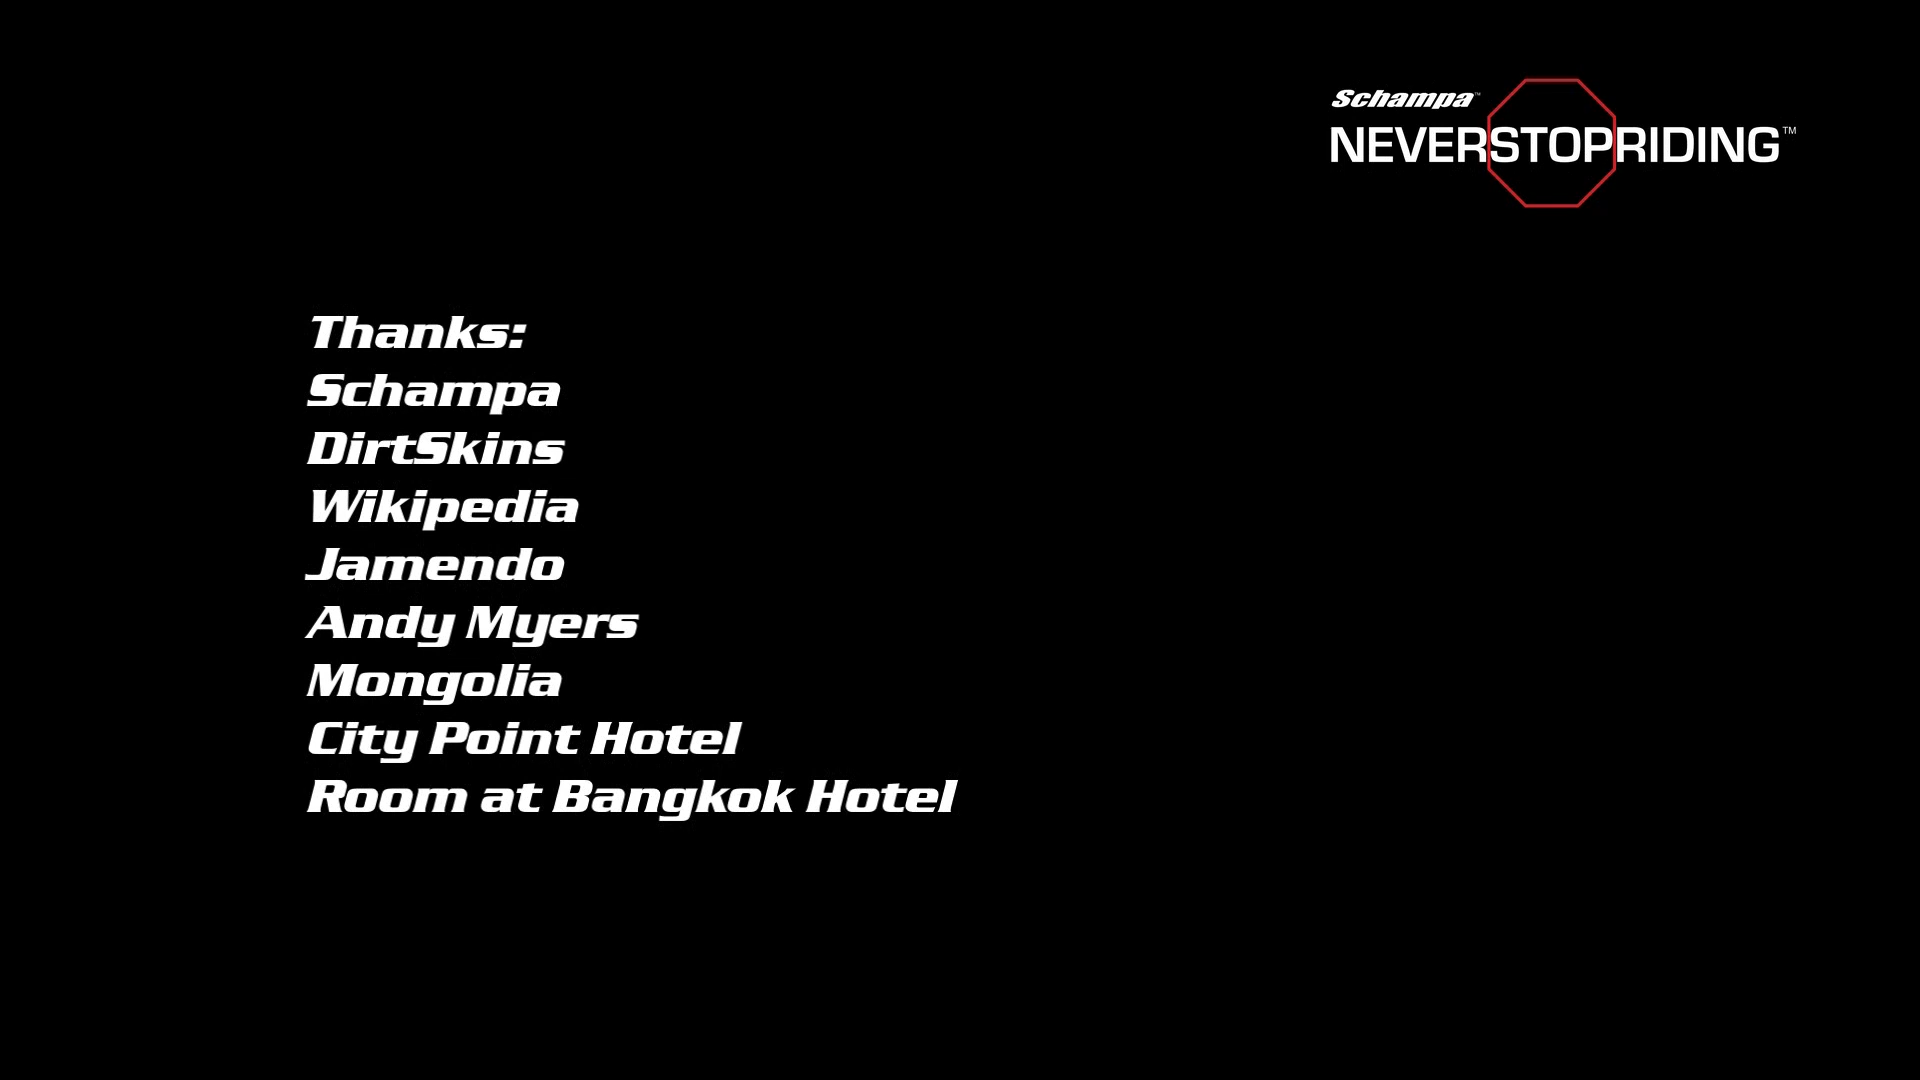 Schampa™
NEVERSTOPRIDING™
Thanks:
Schampa
DirtSkins
Wikipedia
Jamendo
Andy Myers
Mongolia
City Point Hotel
Room at Bangkok Hotel